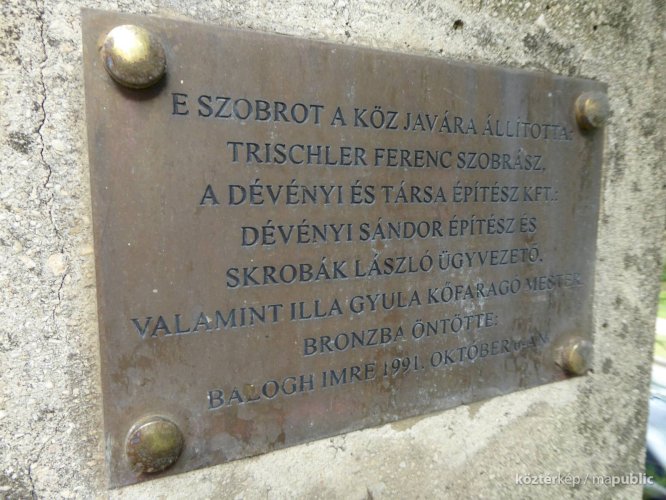 E SZOBROT A KÖZ JAVÁRA ÁLLÍTOTTA:
TRISCHLER FERENC SZOBRÁSZ,
A DÉVÉNYI ÉS TÁRSA ÉPÍTÉSZ KFT.:
DÉVÉNYI SÁNDOR ÉPÍTÉSZ ÉS
SKROBÁK LÁSZLÓ ÜGYVEZETŐ,
VALAMINT ILLA GYULA KŐFARAGÓ MESTER
BRONZBA ÖNTÖTTE:
BALOGH IMRE 1991. OKTÓBER
köztérkép / mapublic